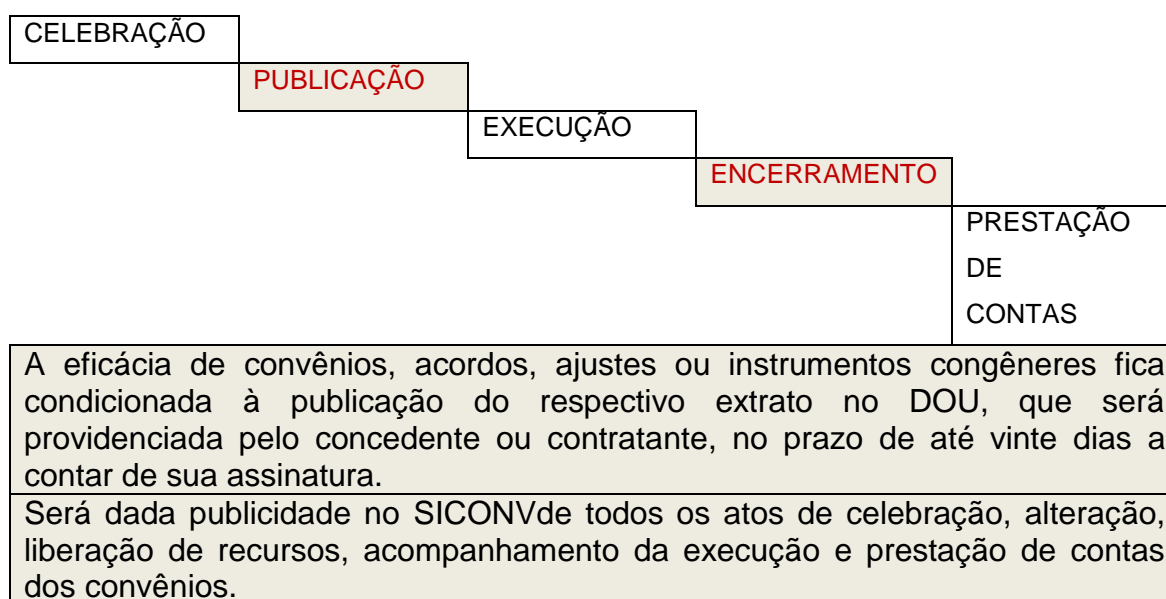 CELEBRAÇÃO
PUBLICAÇÃO
EXECUÇÃO
ENCERRAMENTO
PRESTAÇÃO
DE
CONTAS
A eficácia de convênios, acordos, ajustes ou instrumentos congêneres fica
condicionada à publicação do respectivo extrato no DOU, que será
providenciada pelo concedente ou contratante, no prazo de até vinte dias a
contar de sua assinatura.
Será dada publicidade no SICONVde todos os atos de celebração, alteração,
liberação de recursos, acompanhamento da execução e prestação de contas
dos convênios.